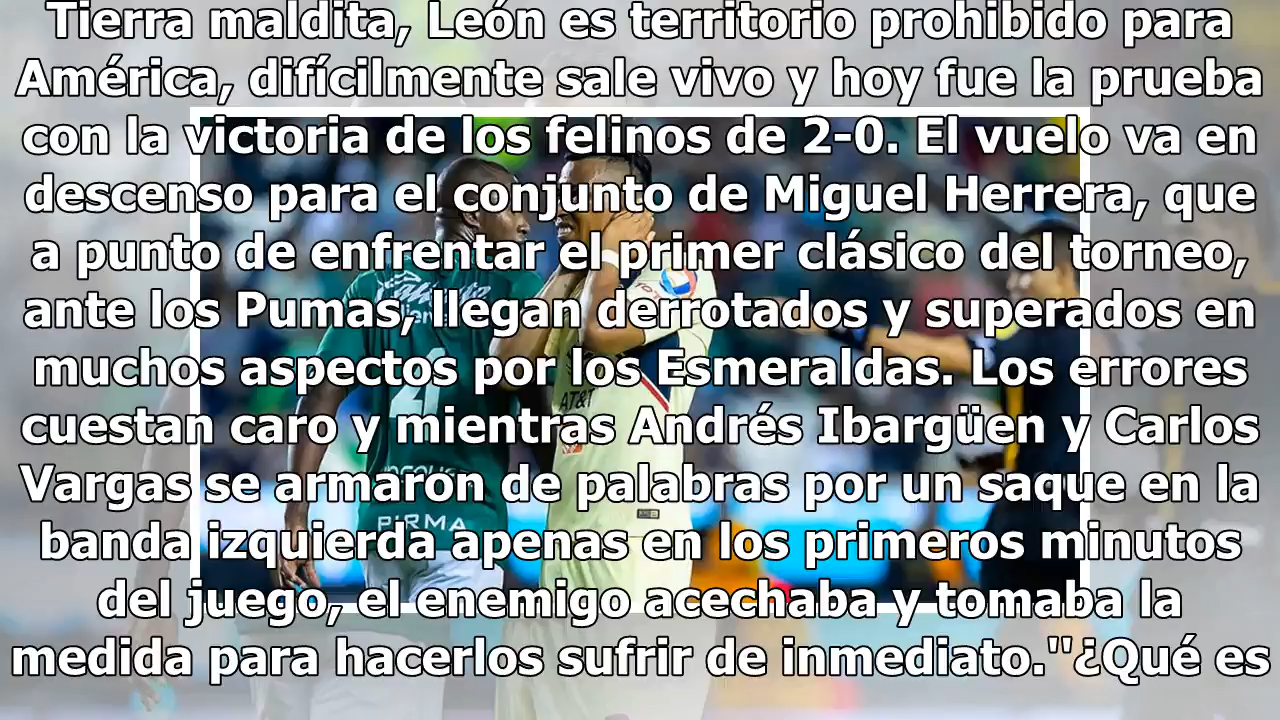 Tierra maldita, León es territorio prohibido para
América, difícilmente sale vivo y hoy fue la prueba
con la victoria de los felinos de 2-0. El vuelo va en
descenso para el conjunto de Miguel Herrera, que
a punto de enfrentar el primer clásico del torneo,
ante los Pumas, llegan derrotados y superados en
muchos aspectos por los Esmeraldas. Los errores
cuestan caro y mientras Andrés Ibargüen y Carlos
Vargas se armaron de palabras por un saque en la
banda izquierda apenas en los primeros minutos
del juego, el enemigo acechaba y tomaba la
medida para hacerlos sufrir de inmediato."¿Qué es
4
AT&T
PIRMA